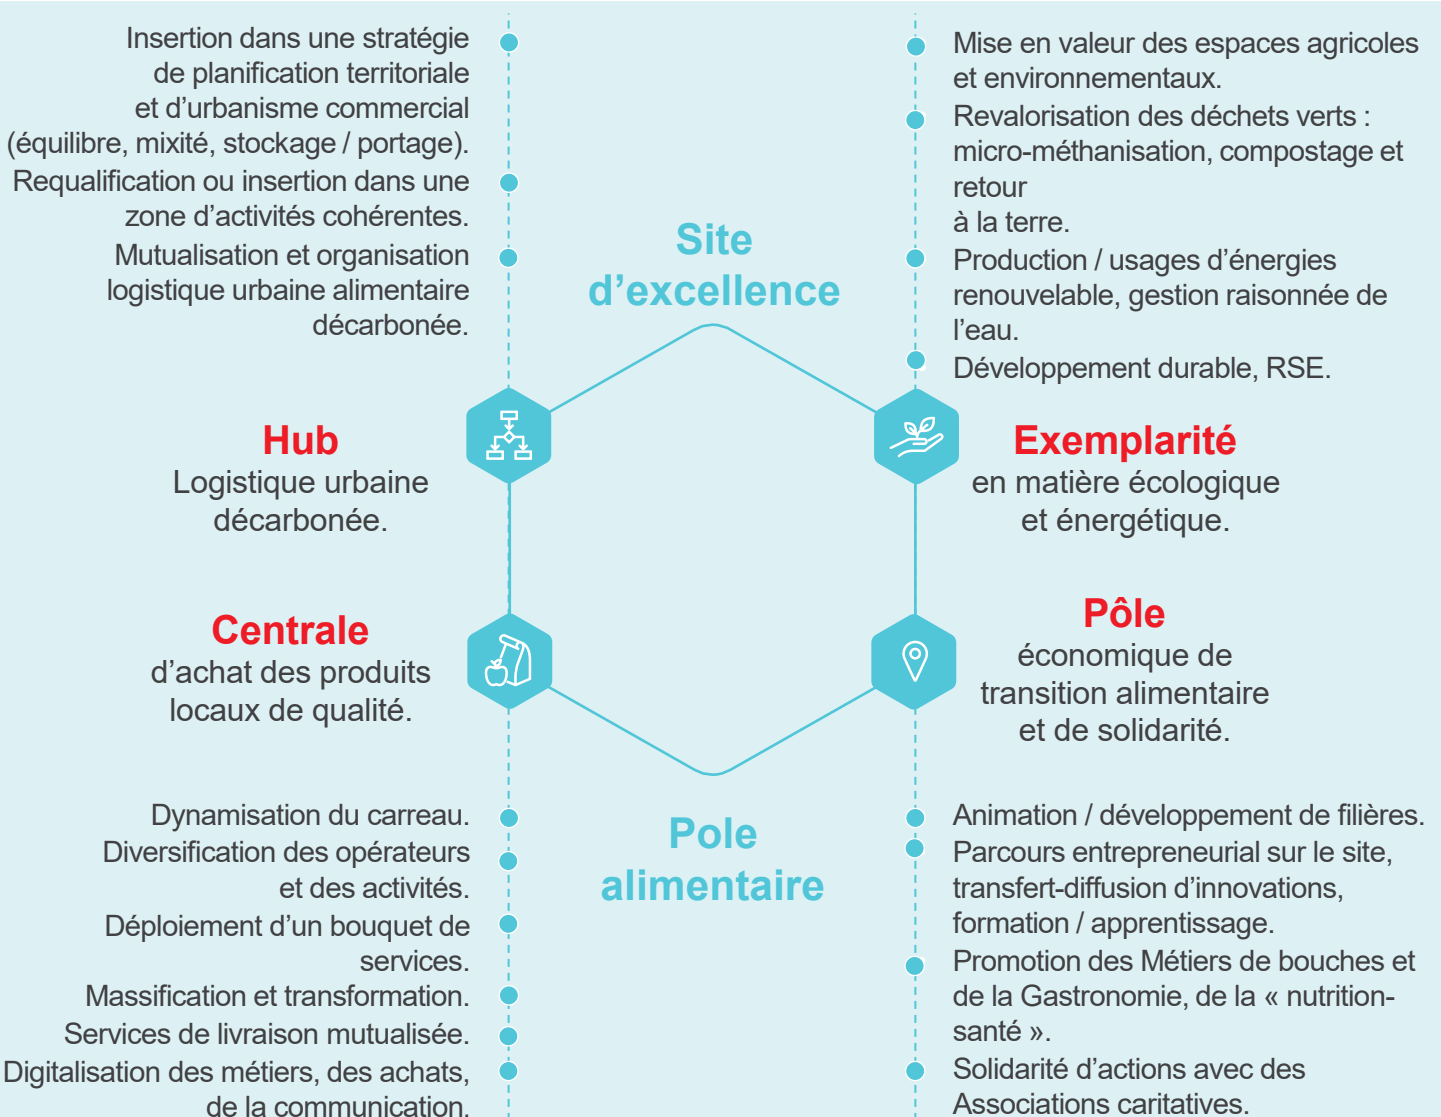 Insertion dans une stratégie
de planification territoriale
et d’urbanisme commercial
(équilibre, mixité, stockage / portage).
Requalification ou insertion dans une
zone d’activités cohérentes.
Mutualisation et organisation
logistique urbaine alimentaire
décarbonée.
Site
d’excellence
Mise en valeur des espaces agricoles
et environnementaux.
Revalorisation des déchets verts :
micro-méthanisation, compostage et
retour
à la terre.
Production / usages d’énergies
renouvelable, gestion raisonnée de
l’eau.
Développement durable, RSE.
Hub
Logistique urbaine
décarbonée.
Exemplarité
en matière écologique
et énergétique.
Centrale
d’achat des produits
locaux de qualité.
Pôle
économique de
transition alimentaire
et de solidarité.
Dynamisation du carreau.
Diversification des opérateurs
et des activités.
Déploiement d’un bouquet de
services.
Massification et transformation.
Services de livraison mutualisée.
Digitalisation des métiers, des achats,
de la communication.
Pole
alimentaire
Animation / développement de filières.
Parcours entrepreneurial sur le site,
transfert-diffusion d’innovations,
formation / apprentissage.
Promotion des Métiers de bouches et
de la Gastronomie, de la « nutrition-
santé ».
Solidarité d’actions avec des
Associations caritatives.